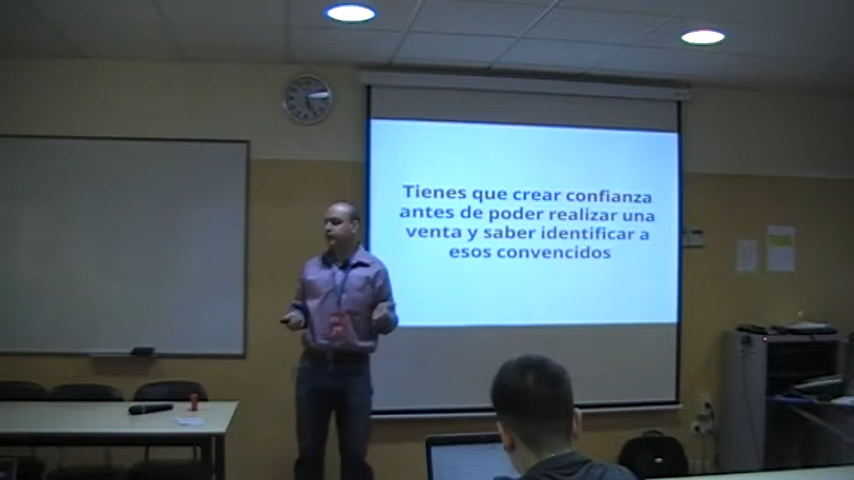 Tienes que crear confianza
antes de poder realizar una
venta y saber identificar a
esos convencidos